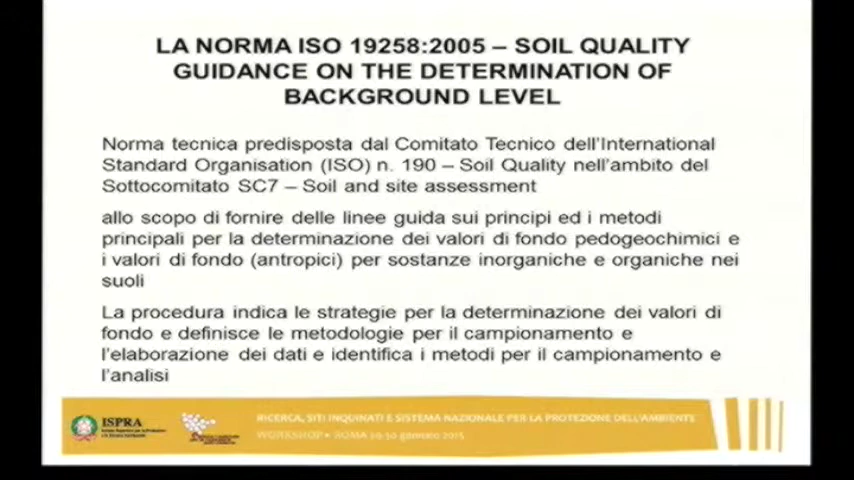 LA NORMA ISO 19258:2005 – SOIL QUALITY
GUIDANCE ON THE DETERMINATION OF
BACKGROUND LEVEL
Norma tecnica predisposta dal Comitato Tecnico dell'International
Standard Organisation (ISO) n. 190 – Soil Quality nell'ambito del
Sottocomitato SC7 – Soil and site assessment
allo scopo di fornire delle linee guida sui principi ed i metodi
principali per la determinazione dei valori di fondo pedogeochimici e
i valori di fondo (antropici) per sostanze inorganiche e organiche nei
suoli
La procedura indica le strategie per la determinazione dei valori di
fondo e definisce le metodologie per il campionamento e
l'elaborazione dei dati e identifica i metodi per il campionamento e
l'analisi
ISPRA
RICERCA, SITI INQUINATI E SISTEMA NAZIONALE PER LA PROTEZIONE DELL'AMBIENTE
WORKSHOP • ROMA gennaio 2015